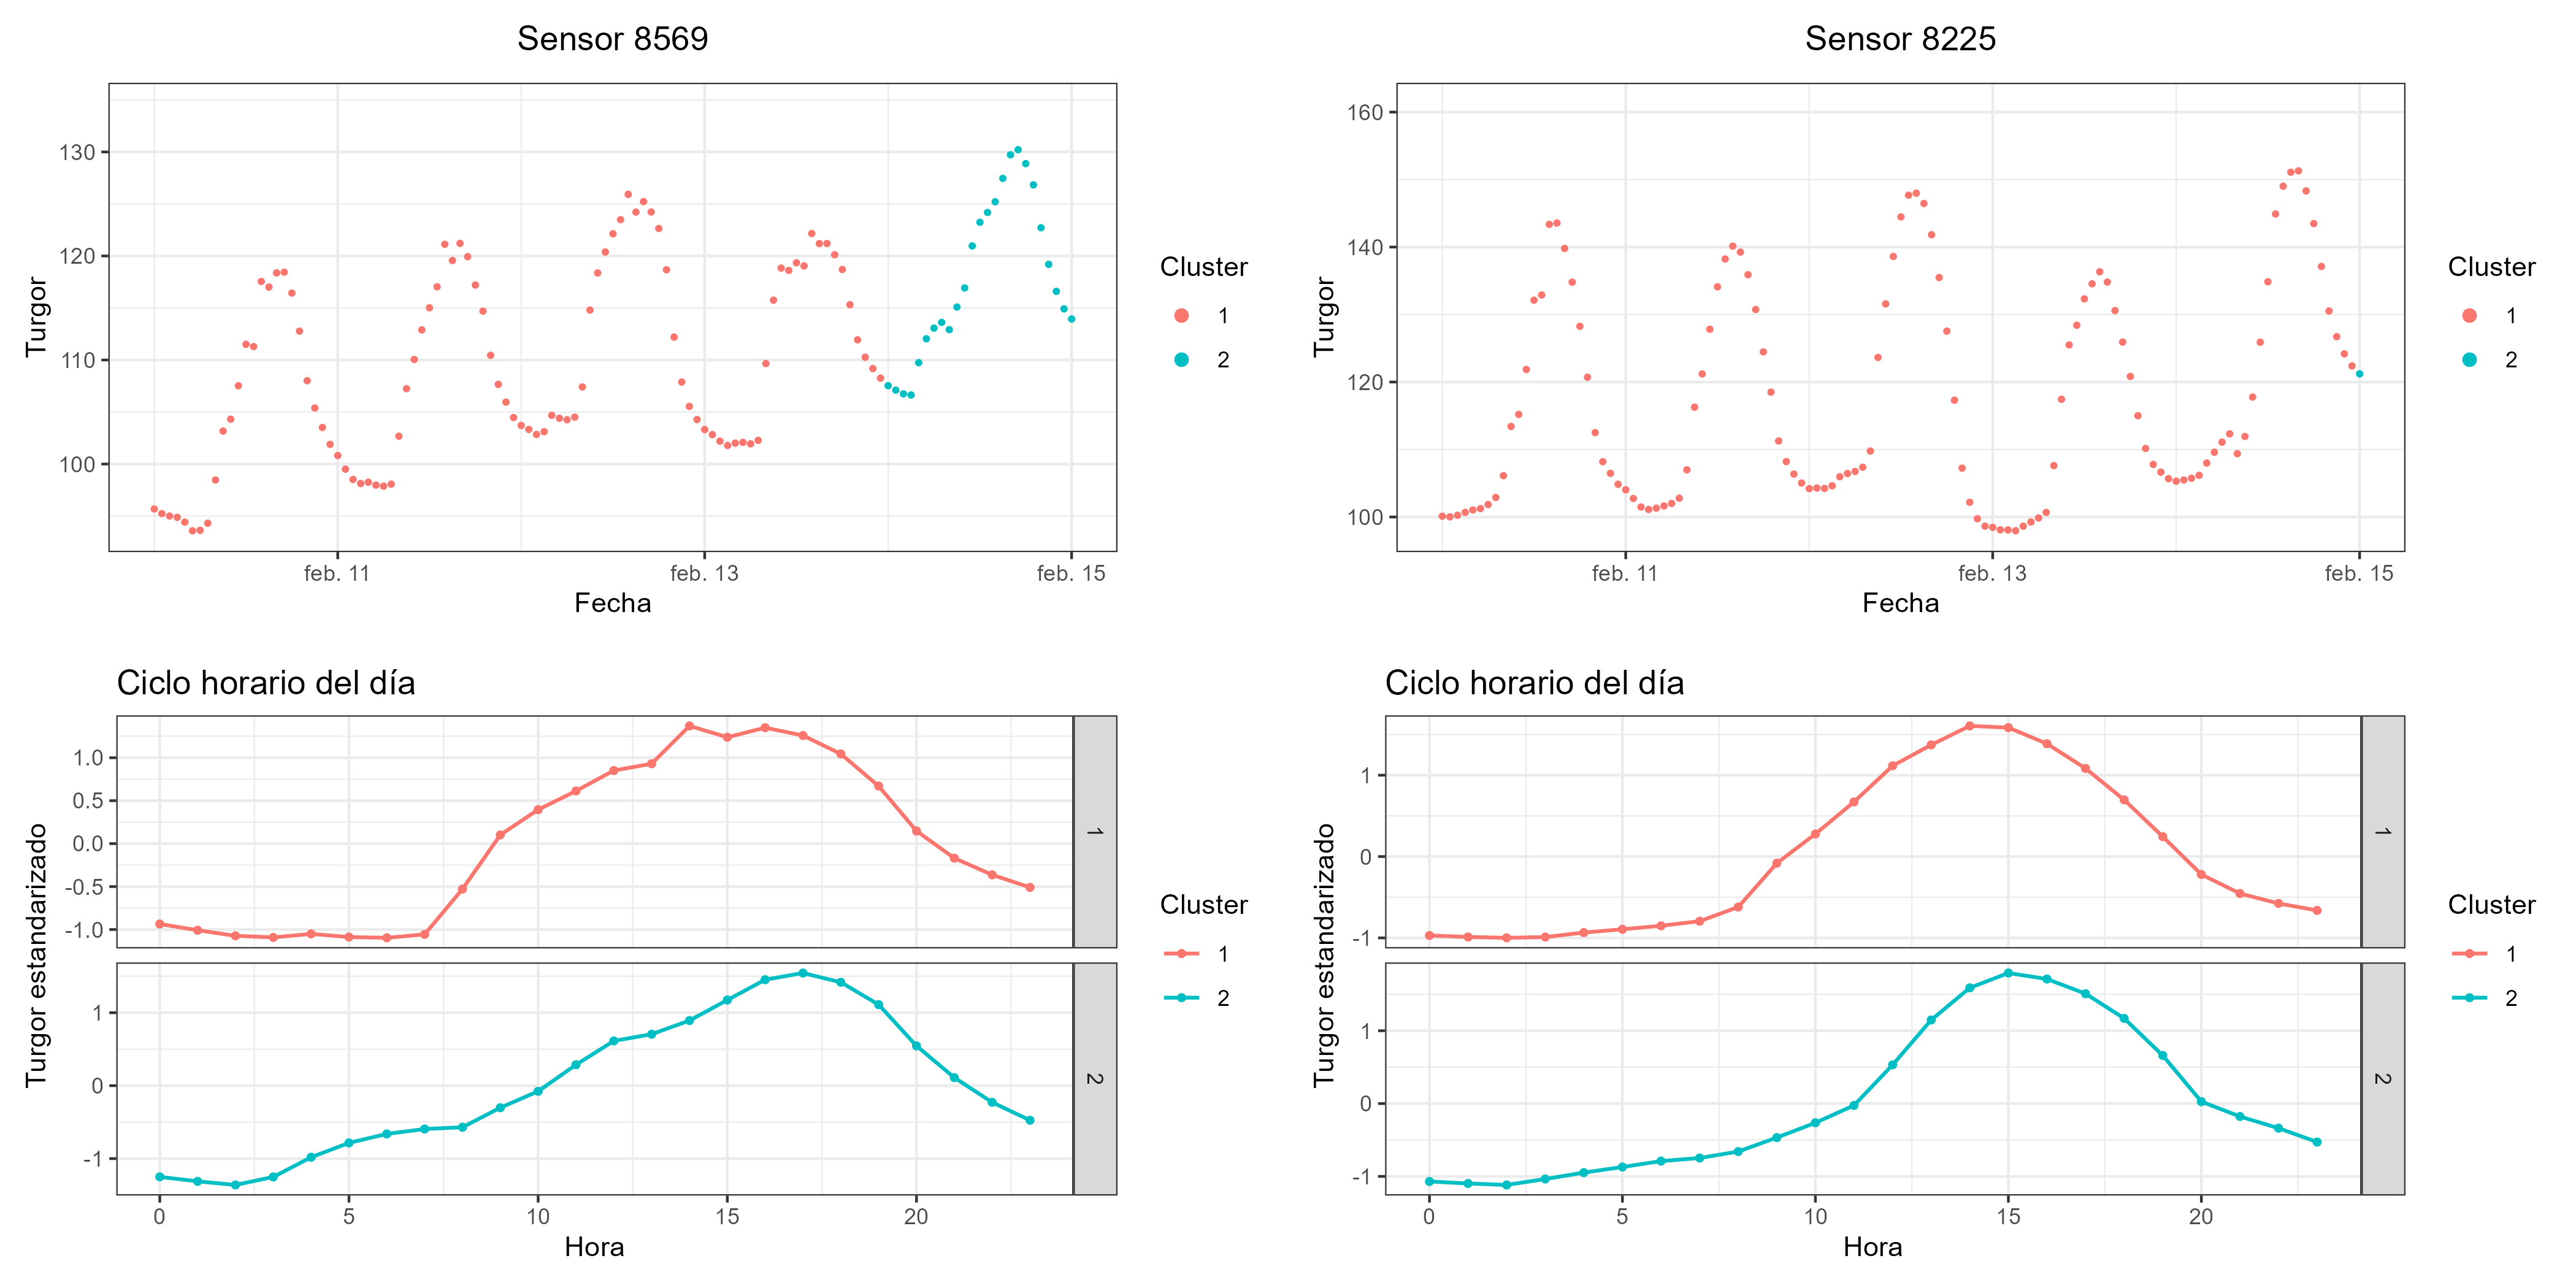 Sensor 8569
130
120
110
100
Turgor
feb. 11
feb. 13
feb. 15
Fecha
Cluster
1
2
Sensor 8225
160
140
120
100
Turgor
feb. 11
feb. 13
feb. 15
Fecha
Cluster
1
2
Ciclo horario del día
1.0
0.5
0.0
-0.5
-1.0
1
1
0
-1
2
Turgor estandarizado
0
5
10
15
20
Hora
Cluster
1
2
Ciclo horario del día
1
0
-1
1
1
0
-1
2
Turgor estandarizado
0
5
10
15
20
Hora
Cluster
1
2